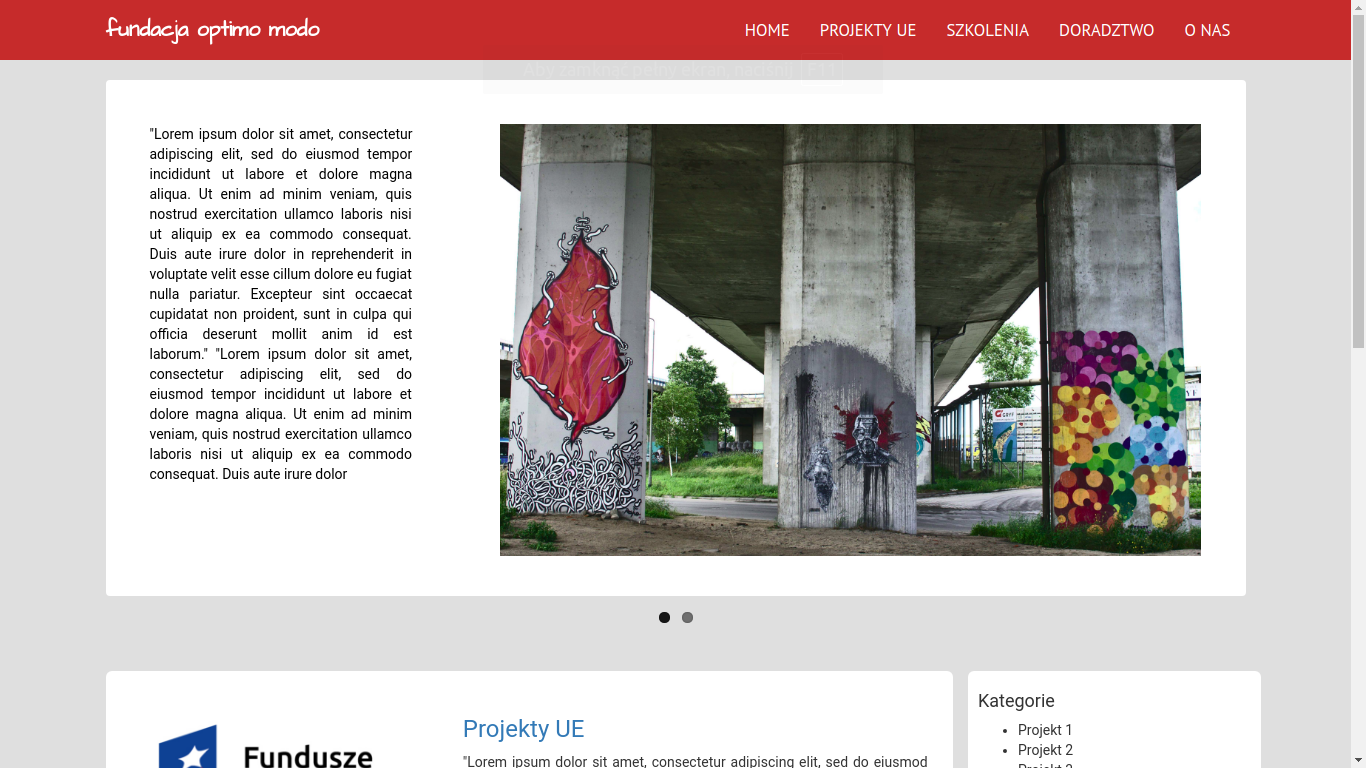 fundacja optimo modo
HOME PROJEKTY UE SZKOLENIA DORADZTWO O NAS
Aby zamknąć pełny ekran, naciśnij F11
"Lorem ipsum dolor sit amet, consectetur
adipiscing elit, sed do eiusmod tempor
incididunt ut labore et dolore magna
aliqua. Ut enim ad minim veniam, quis
nostrud exercitation ullamco laboris nisi
ut aliquip ex ea commodo consequat.
Duis aute irure dolor in reprehenderit in
voluptate velit esse cillum dolore eu fugiat
nulla pariatur. Excepteur sint occaecat
cupidatat non proident, sunt in culpa qui
officia deserunt mollit anim id est
laborum." "Lorem ipsum dolor sit amet,
consectetur adipiscing elit, sed do
eiusmod tempor incididunt ut labore et
dolore magna aliqua. Ut enim ad minim
veniam, quis nostrud exercitation ullamco
laboris nisi ut aliquip ex ea commodo
consequat. Duis aute irure dolor
GRYF
Fundusze
Projekty UE
"Lorem ipsum dolor sit amet, consectetur adipiscing elit, sed do eiusmod
Kategorie
Projekt 1
Projekt 2